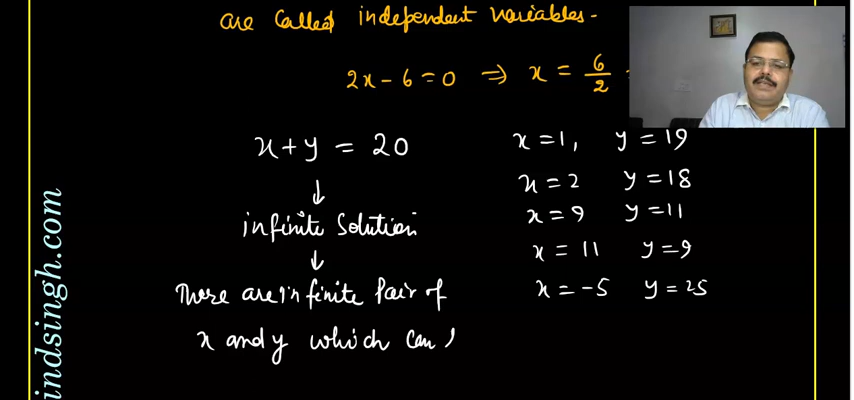 are called independent variables-
2x-6=0 ⇒ x = 6/2 =
x+y = 20
↓
infinite solution
↓
There are infinite pair of
x and y which can
x=1, y=19
x=2 y=18
x=9 y=11
x=11 y=9
x=-5 y=25
indsingh.com